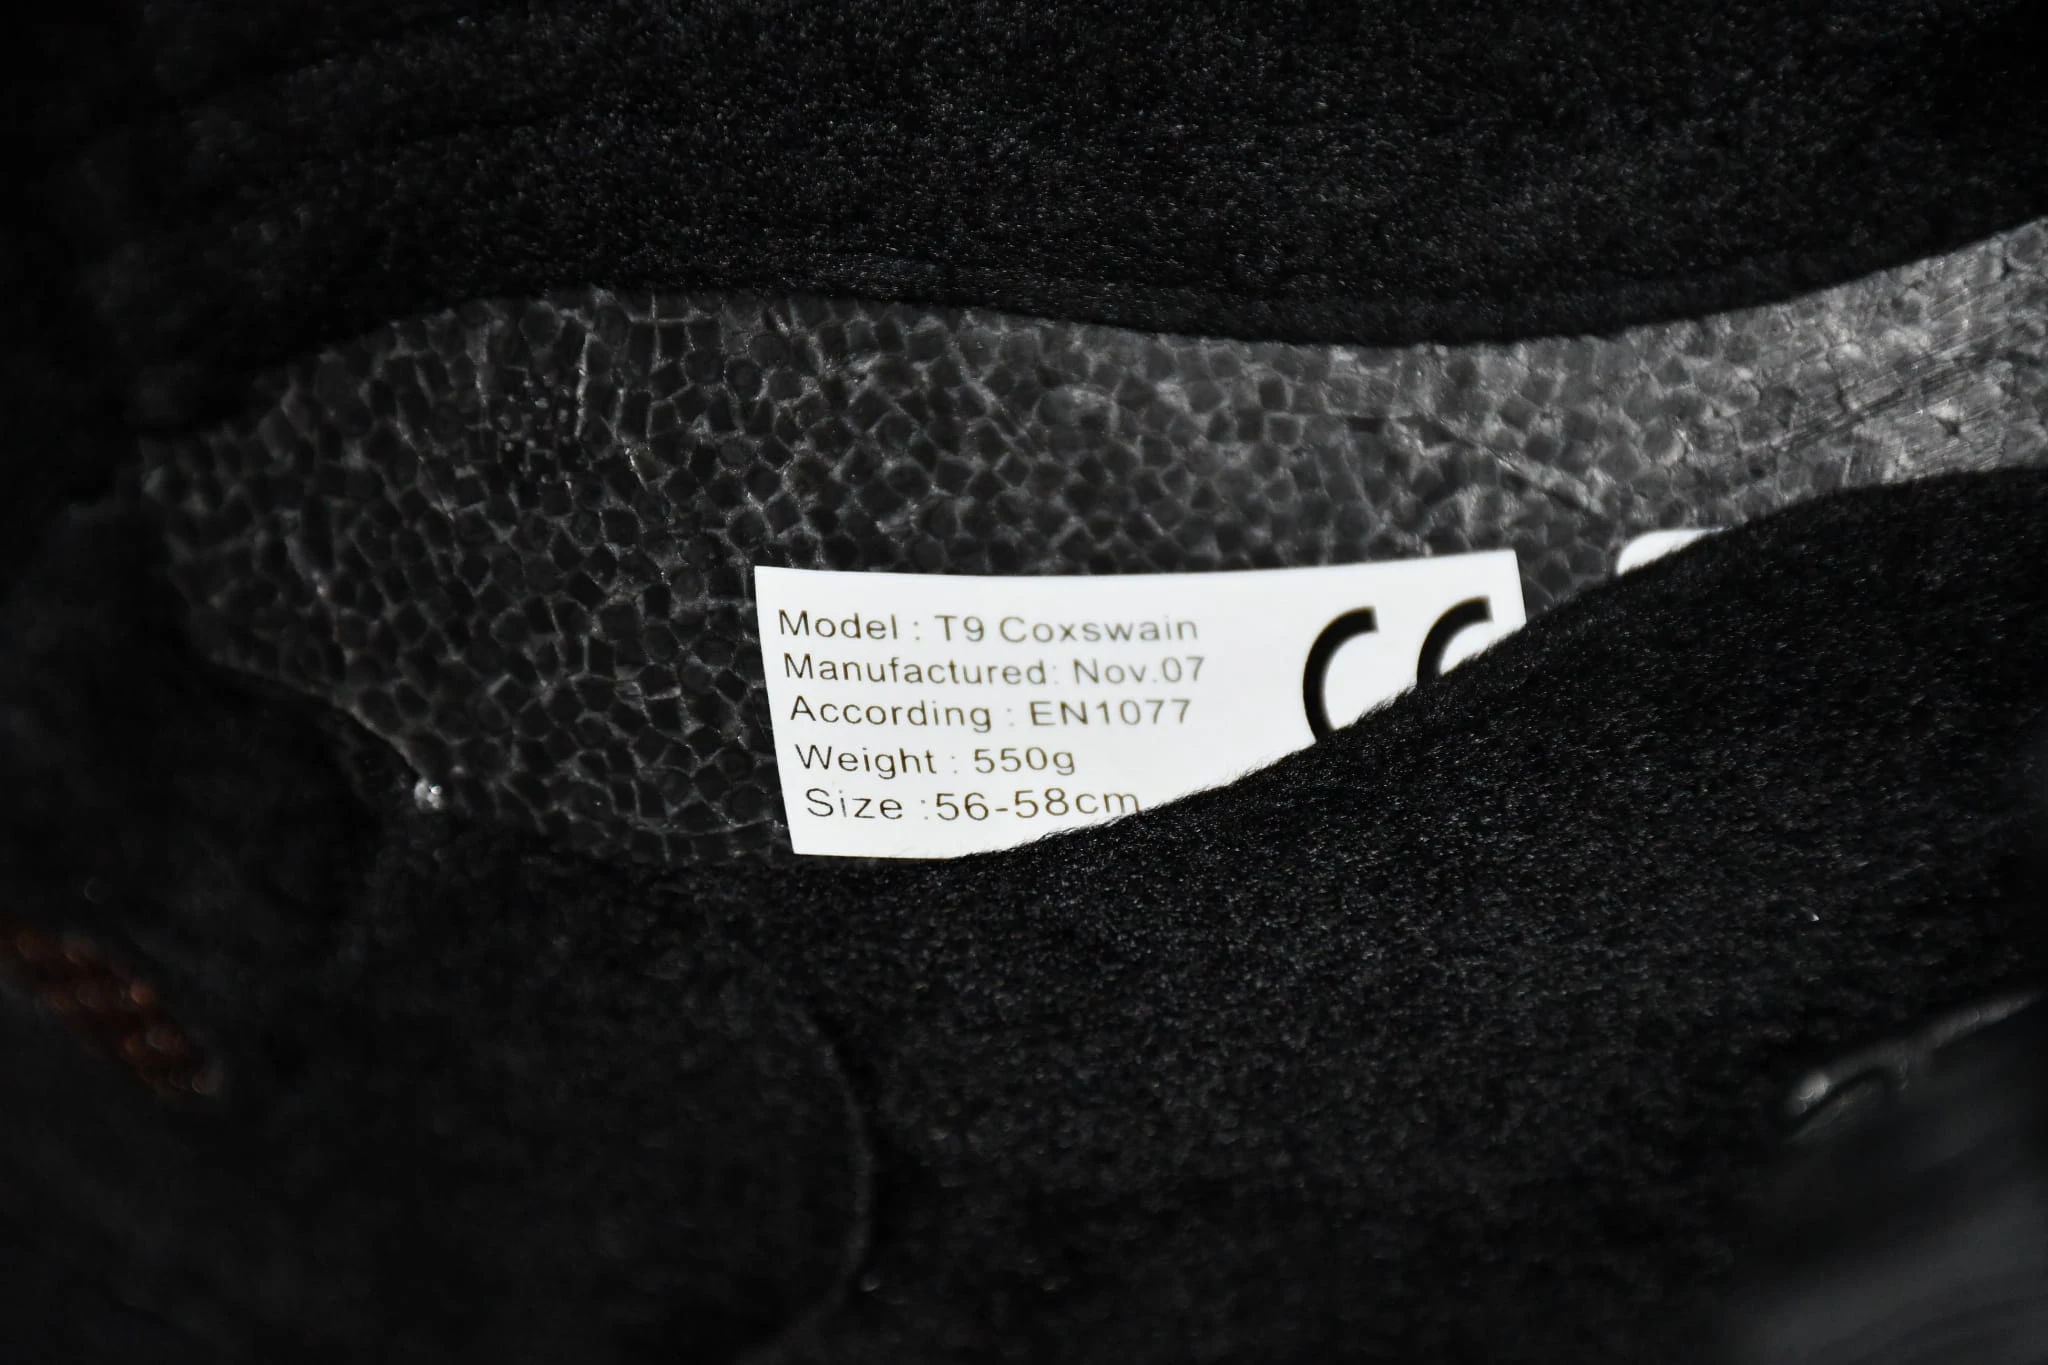 Model : T9 Coxswain
Manufactured: Nov.07
According : EN1077
Weight : 550g
Size :56-58cm
CE